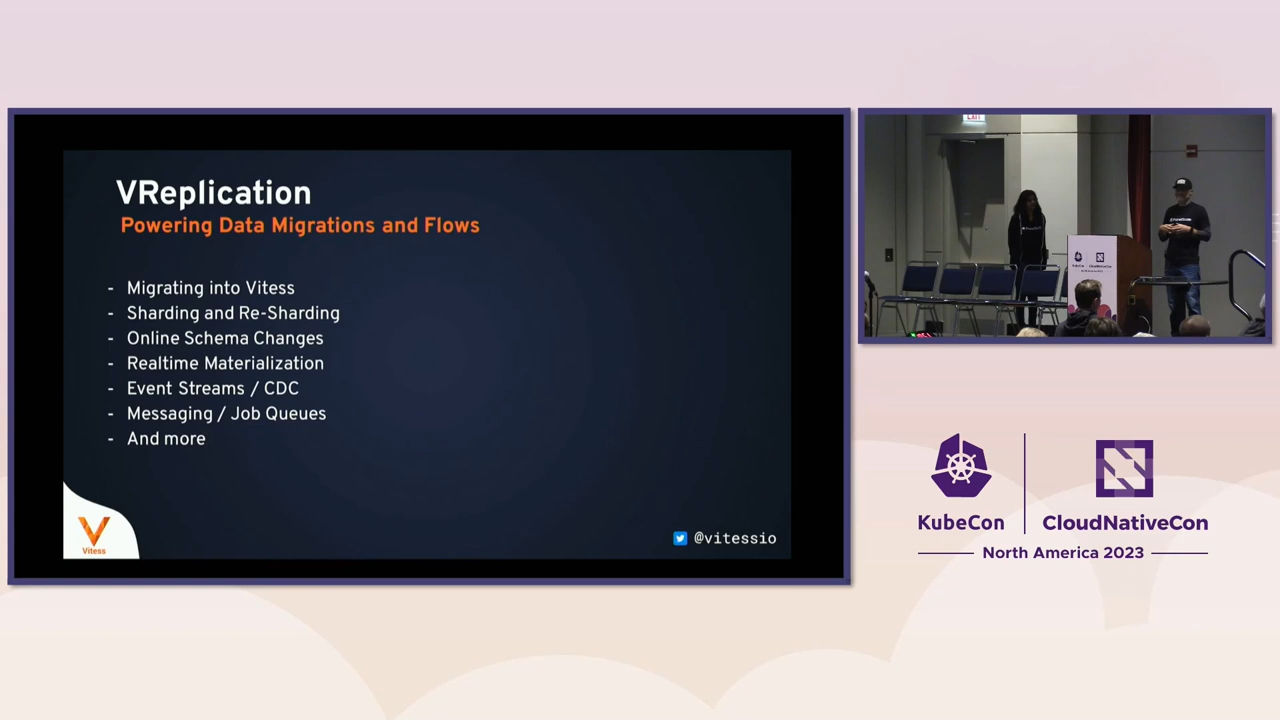 VReplication
Powering Data Migrations and Flows
- Migrating into Vitess
- Sharding and Re-Sharding
- Online Schema Changes
- Realtime Materialization
- Event Streams / CDC
- Messaging / Job Queues
- And more
Vitess
@vitessio
EXIT
KubeCon
CloudNativeCon
North America 2023